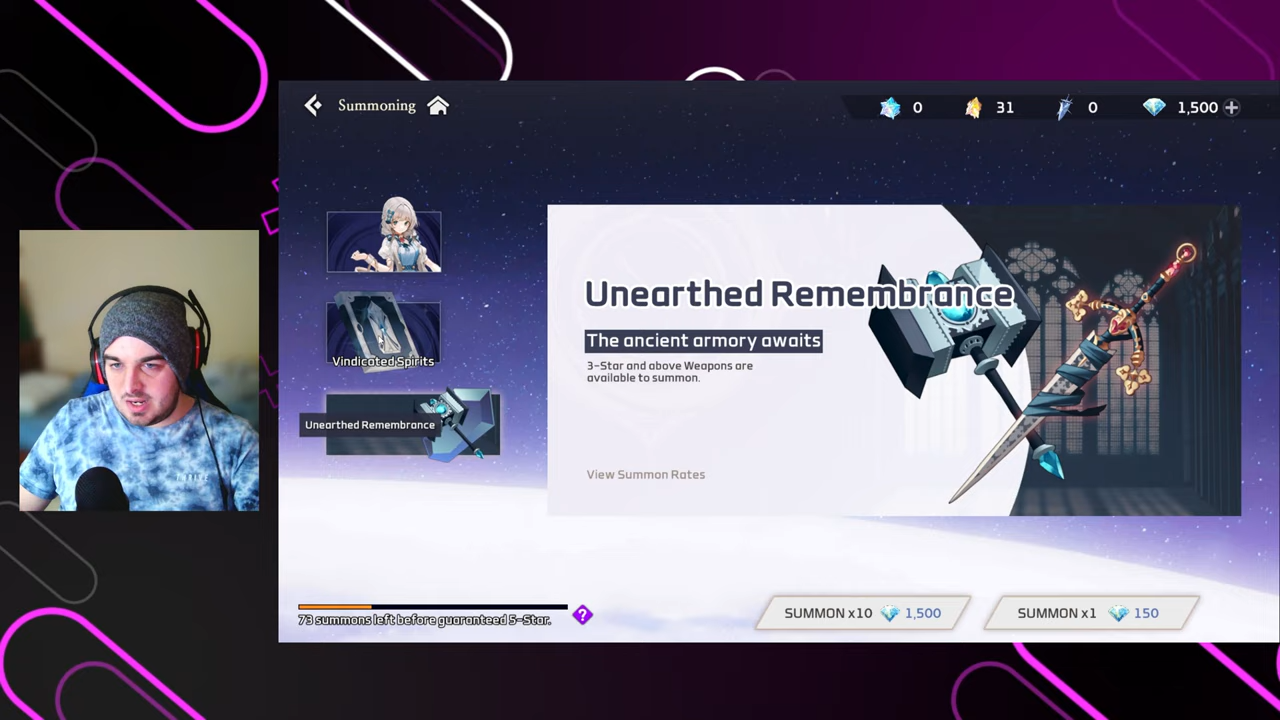 Summoning
0
31
0
1,500
Unearthed Remembrance
The ancient armory awaits
3-Star and above Weapons are
available to summon.
View Summon Rates
Vindicated Spirits
Unearthed Remembrance
73 summons left before guaranteed 5-Star.
?
SUMMON x10 1,500
SUMMON x1 150